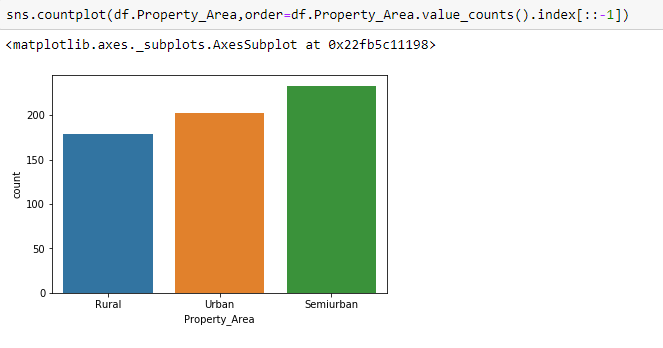 sns.countplot(df.Property_Area,order=df.Property_Area.value_counts().index[::-1])
<matplotlib.axes._subplots.AxesSubplot at 0x22fb5c11198>
200
150
100
50
0
count
Rural Urban Semiurban
Property_Area